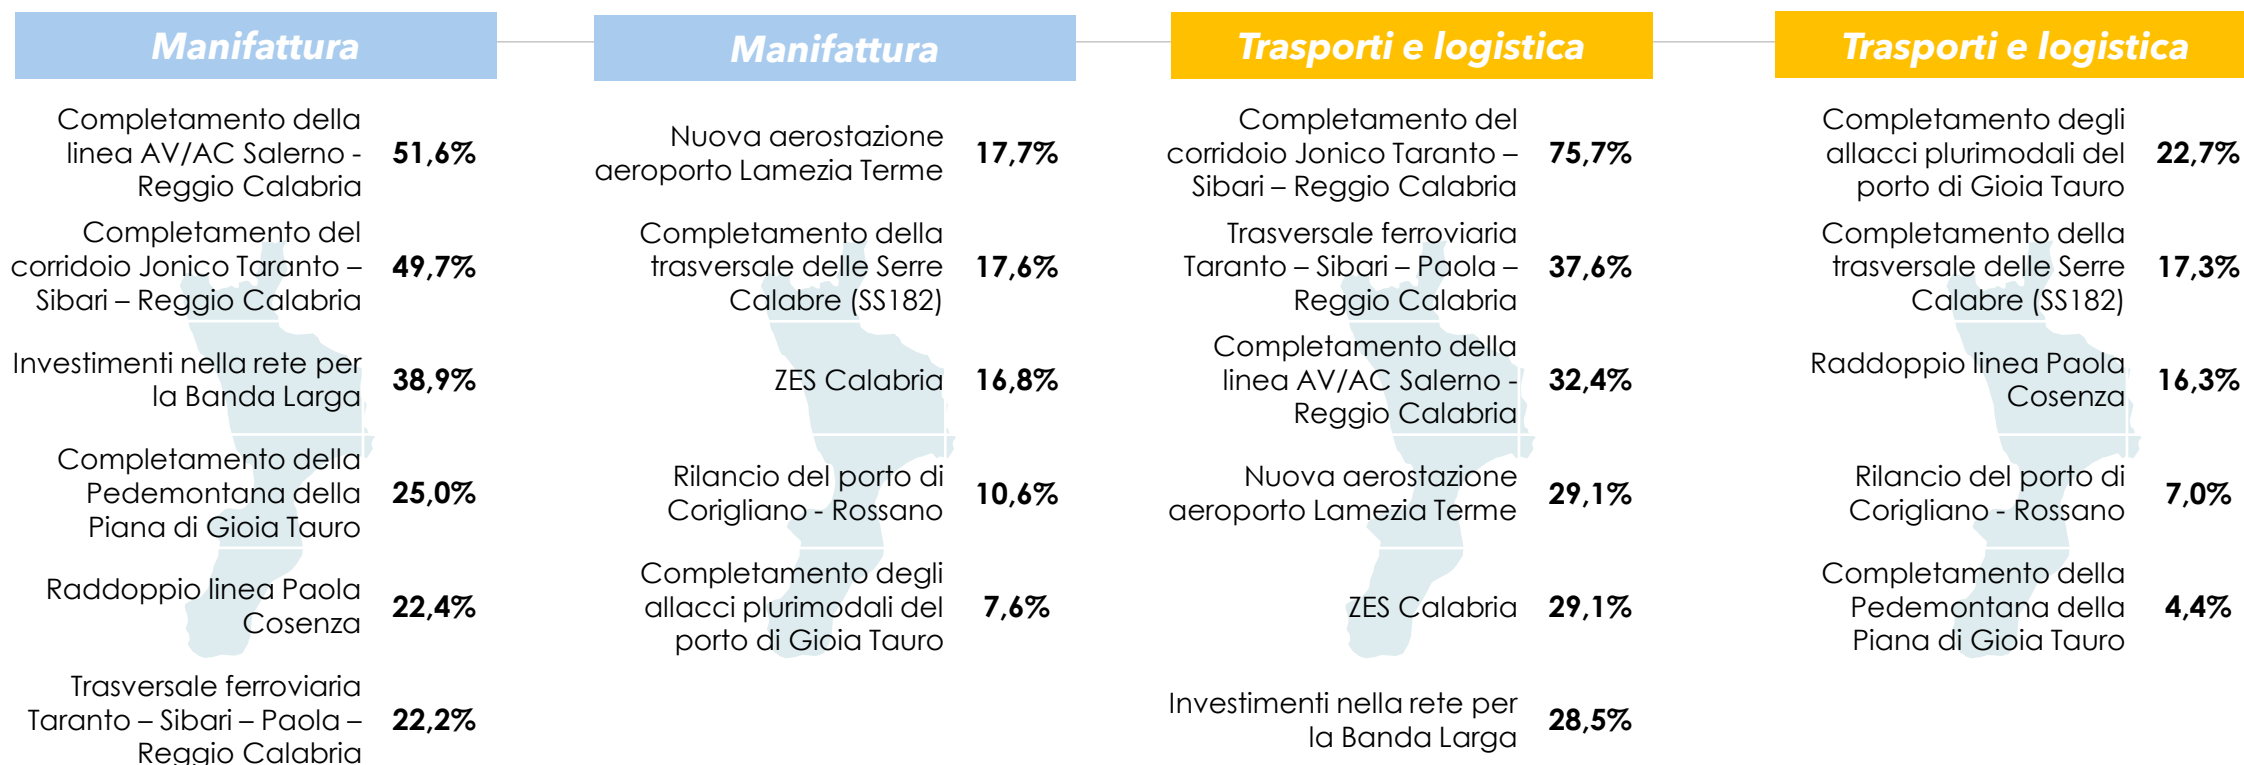 Manifattura
Completamento della
linea AV/AC Salerno -
Reggio Calabria
51,6%
Completamento del
corridoio Jonico Taranto –
Sibari – Reggio Calabria
49,7%
Investimenti nella rete per
la Banda Larga
38,9%
Completamento della
Pedemontana della
Piana di Gioia Tauro
25,0%
Raddoppio linea Paola
Cosenza
22,4%
Trasversale ferroviaria
Taranto – Sibari – Paola –
Reggio Calabria
22,2%
Manifattura
Nuova aerostazione
aeroporto Lamezia Terme
17,7%
Completamento della
trasversale delle Serre
Calabre (SS182)
17,6%
ZES Calabria
16,8%
Rilancio del porto di
Corigliano - Rossano
10,6%
Completamento degli
allacci plurimodali del
porto di Gioia Tauro
7,6%
Trasporti e logistica
Completamento del
corridoio Jonico Taranto –
Sibari – Reggio Calabria
75,7%
Trasversale ferroviaria
Taranto – Sibari – Paola –
Reggio Calabria
37,6%
Completamento della
linea AV/AC Salerno -
Reggio Calabria
32,4%
Nuova aerostazione
aeroporto Lamezia Terme
29,1%
ZES Calabria
29,1%
Investimenti nella rete per
la Banda Larga
28,5%
Trasporti e logistica
Completamento degli
allacci plurimodali del
porto di Gioia Tauro
22,7%
Completamento della
trasversale delle Serre
Calabre (SS182)
17,3%
Raddoppio linea Paola
Cosenza
16,3%
Rilancio del porto di
Corigliano - Rossano
7,0%
Completamento della
Pedemontana della
Piana di Gioia Tauro
4,4%